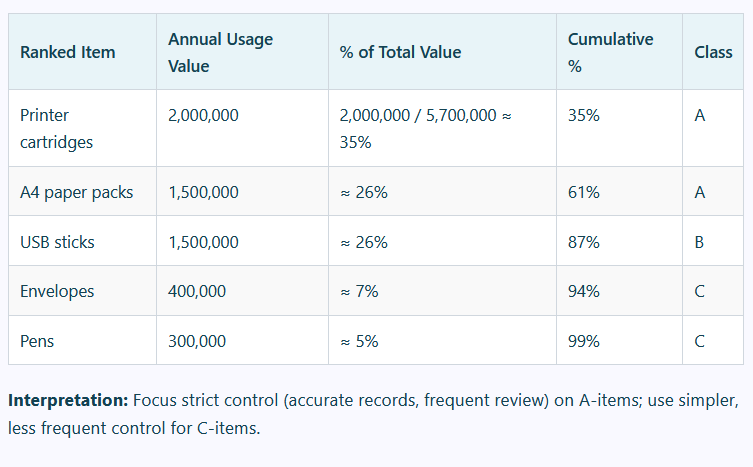 Ranked Item Annual Usage Value % of Total Value Cumulative % Class
Printer cartridges 2,000,000 2,000,000 / 5,700,000 ≈ 35% 35% A
A4 paper packs 1,500,000 ≈ 26% 61% A
USB sticks 1,500,000 ≈ 26% 87% B
Envelopes 400,000 ≈ 7% 94% C
Pens 300,000 ≈ 5% 99% C
Interpretation: Focus strict control (accurate records, frequent review) on A-items; use simpler,
less frequent control for C-items.